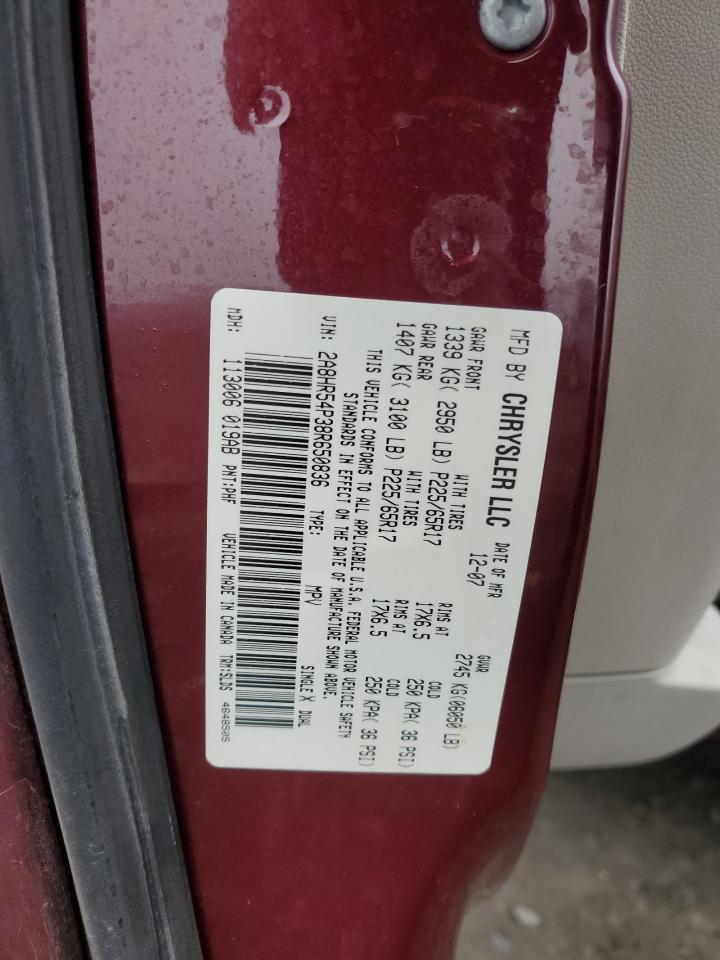 MFD BY CHRYSLER LLC DATE OF MFR 12-07 GVWR 2745 KG(06050 LB)
GAWR FRONT WITH TIRES RIMS AT COLD
1339 KG( 2950 LB) P225/65R17 17X6.5 250 KPA( 36 PSI)
GAWR REAR WITH TIRES RIMS AT COLD
1407 KG( 3100 LB) P225/65R17 17X6.5 250 KPA( 36 PSI)
THIS VEHICLE CONFORMS TO ALL APPLICABLE U.S.A. FEDERAL MOTOR VEHICLE SAFETY
STANDARDS IN EFFECT ON THE DATE OF MANUFACTURE SHOWN ABOVE.
VIN: 2A8HR54P38R650836 TYPE: MPV SINGLE X DUAL
MDH: 113006 019AB PNT:PHF VEHICLE MADE IN CANADA TRM:SLDS 4648505